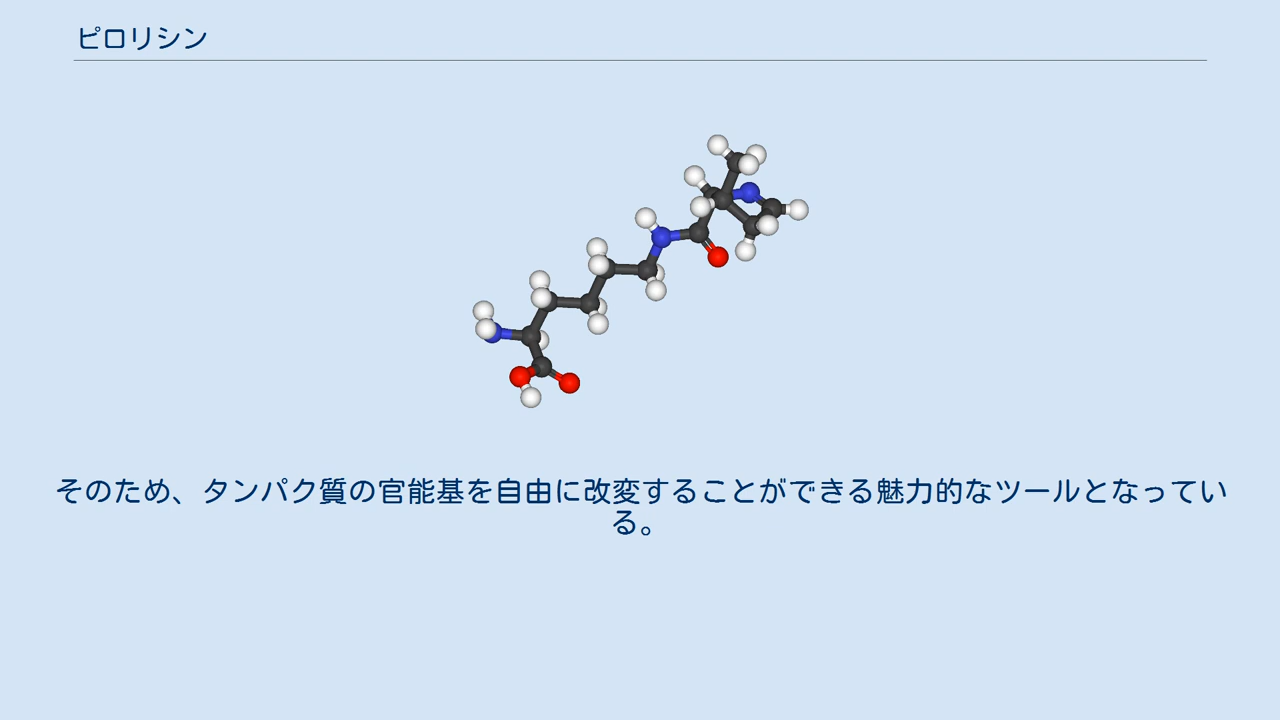 ピロリシン
そのため、タンパク質の官能基を自由に改変することができる魅力的なツールとなってい
る。